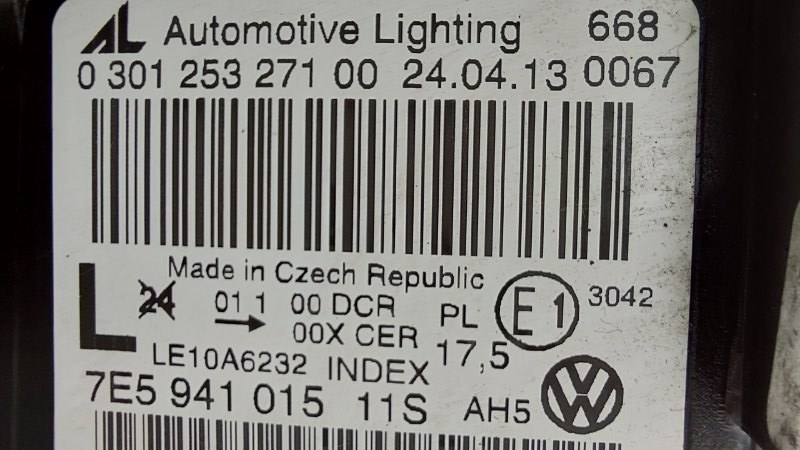 AL Automotive Lighting 668
0 301 253 271 00 24.04.13 0067
Made in Czech Republic
L 24 01 1 00 DCR PL E1 3042
00X CER 17,5
LE10A6232 INDEX
7E5 941 015 11S AH5 VW